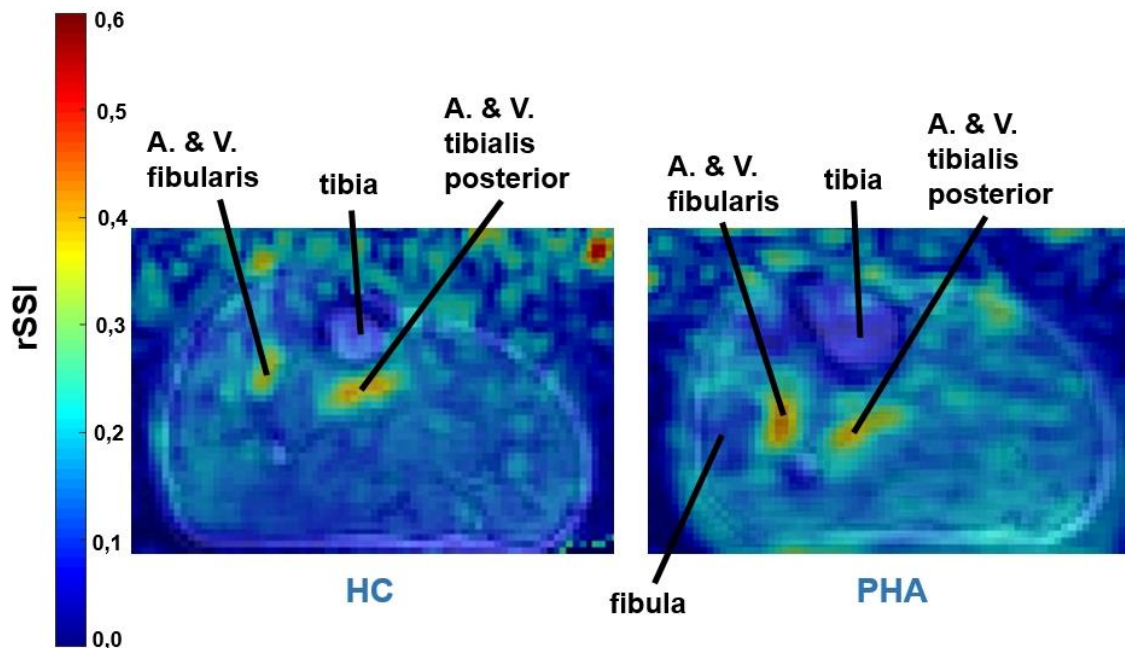 0,6
0,5
0,4
0,3
0,2
0,1
0,0
rSSI
A. & V.
fibularis
tibia
A. & V.
tibialis
posterior
HC
A. & V.
fibularis
tibia
A. & V.
tibialis
posterior
fibula
PHA